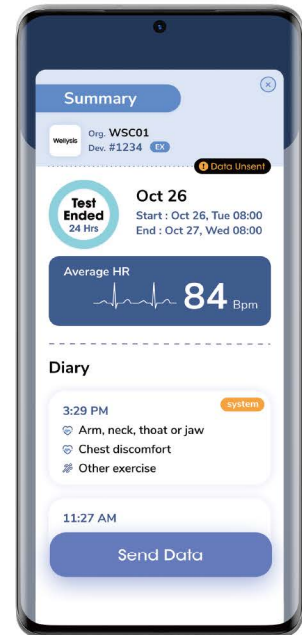 Summary
Wellysis
Org. WSC01
Dev. #1234 EX
! Data Unsent
Test
Ended
24 Hrs
Oct 26
Start : Oct 26, Tue 08:00
End : Oct 27, Wed 08:00
Average HR
84 Bpm
Diary
3:29 PM
system
Arm, neck, thoat or jaw
Chest discomfort
Other exercise
11:27 AM
Send Data